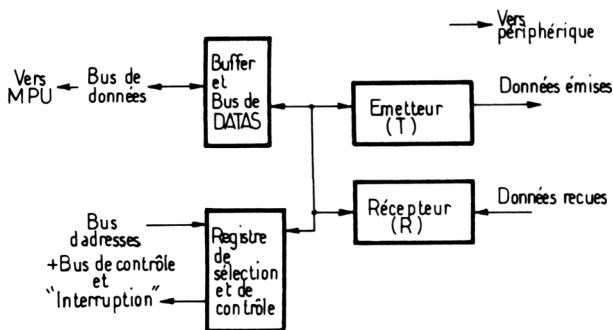 Vers
périphérique
Vers
MPU
Bus de
données
Buffer
et
Bus de
DATAS
Emetteur
(T)
Données émises
Récepteur
(R)
Données recues
Bus
d'adresses
+Bus de contrôle
et
"Interruption"
Registre
de
sélection
et de
contrôle